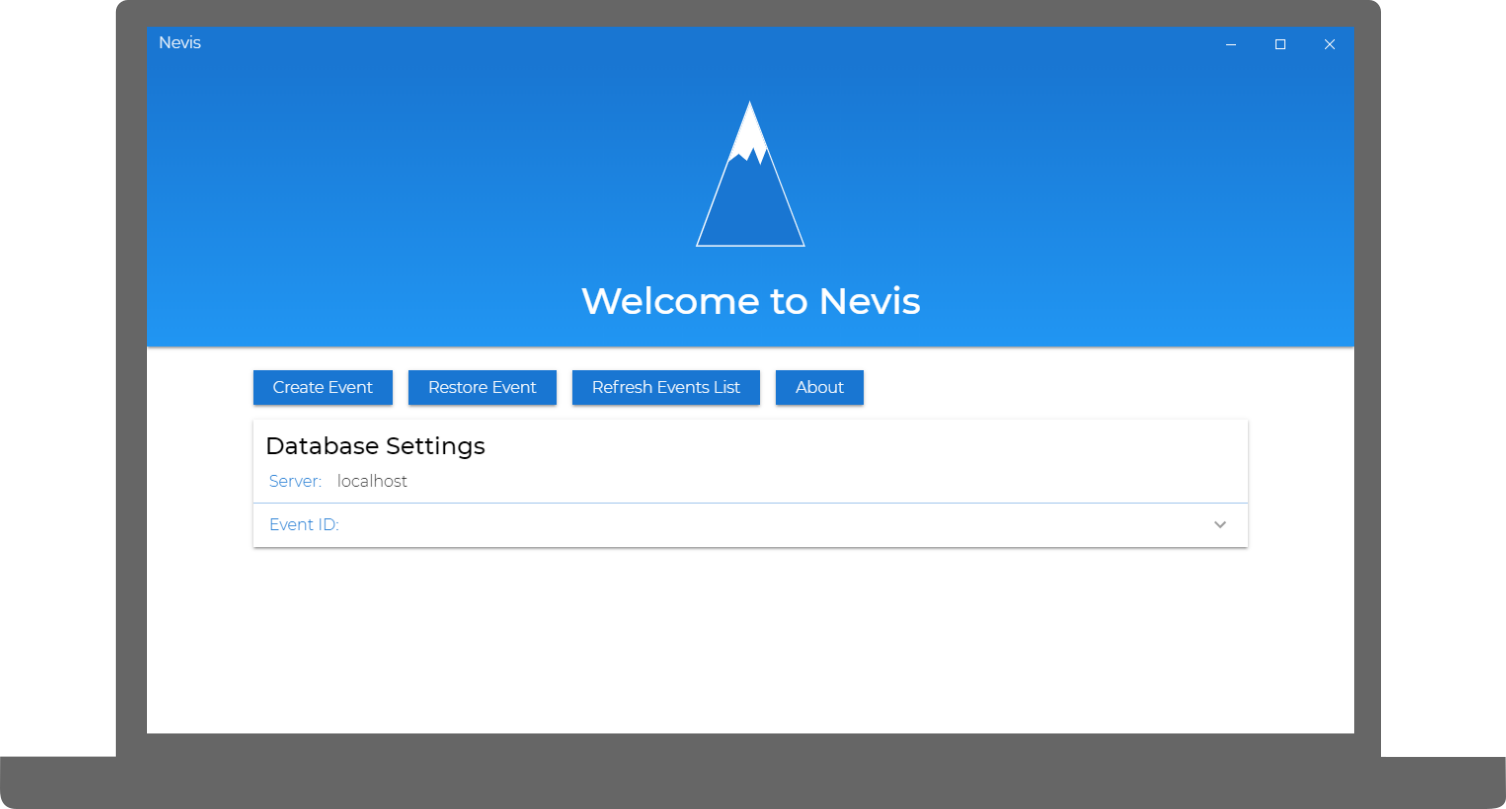 Nevis
Welcome to Nevis
Create Event Restore Event Refresh Events List About
Database Settings
Server: localhost
Event ID: